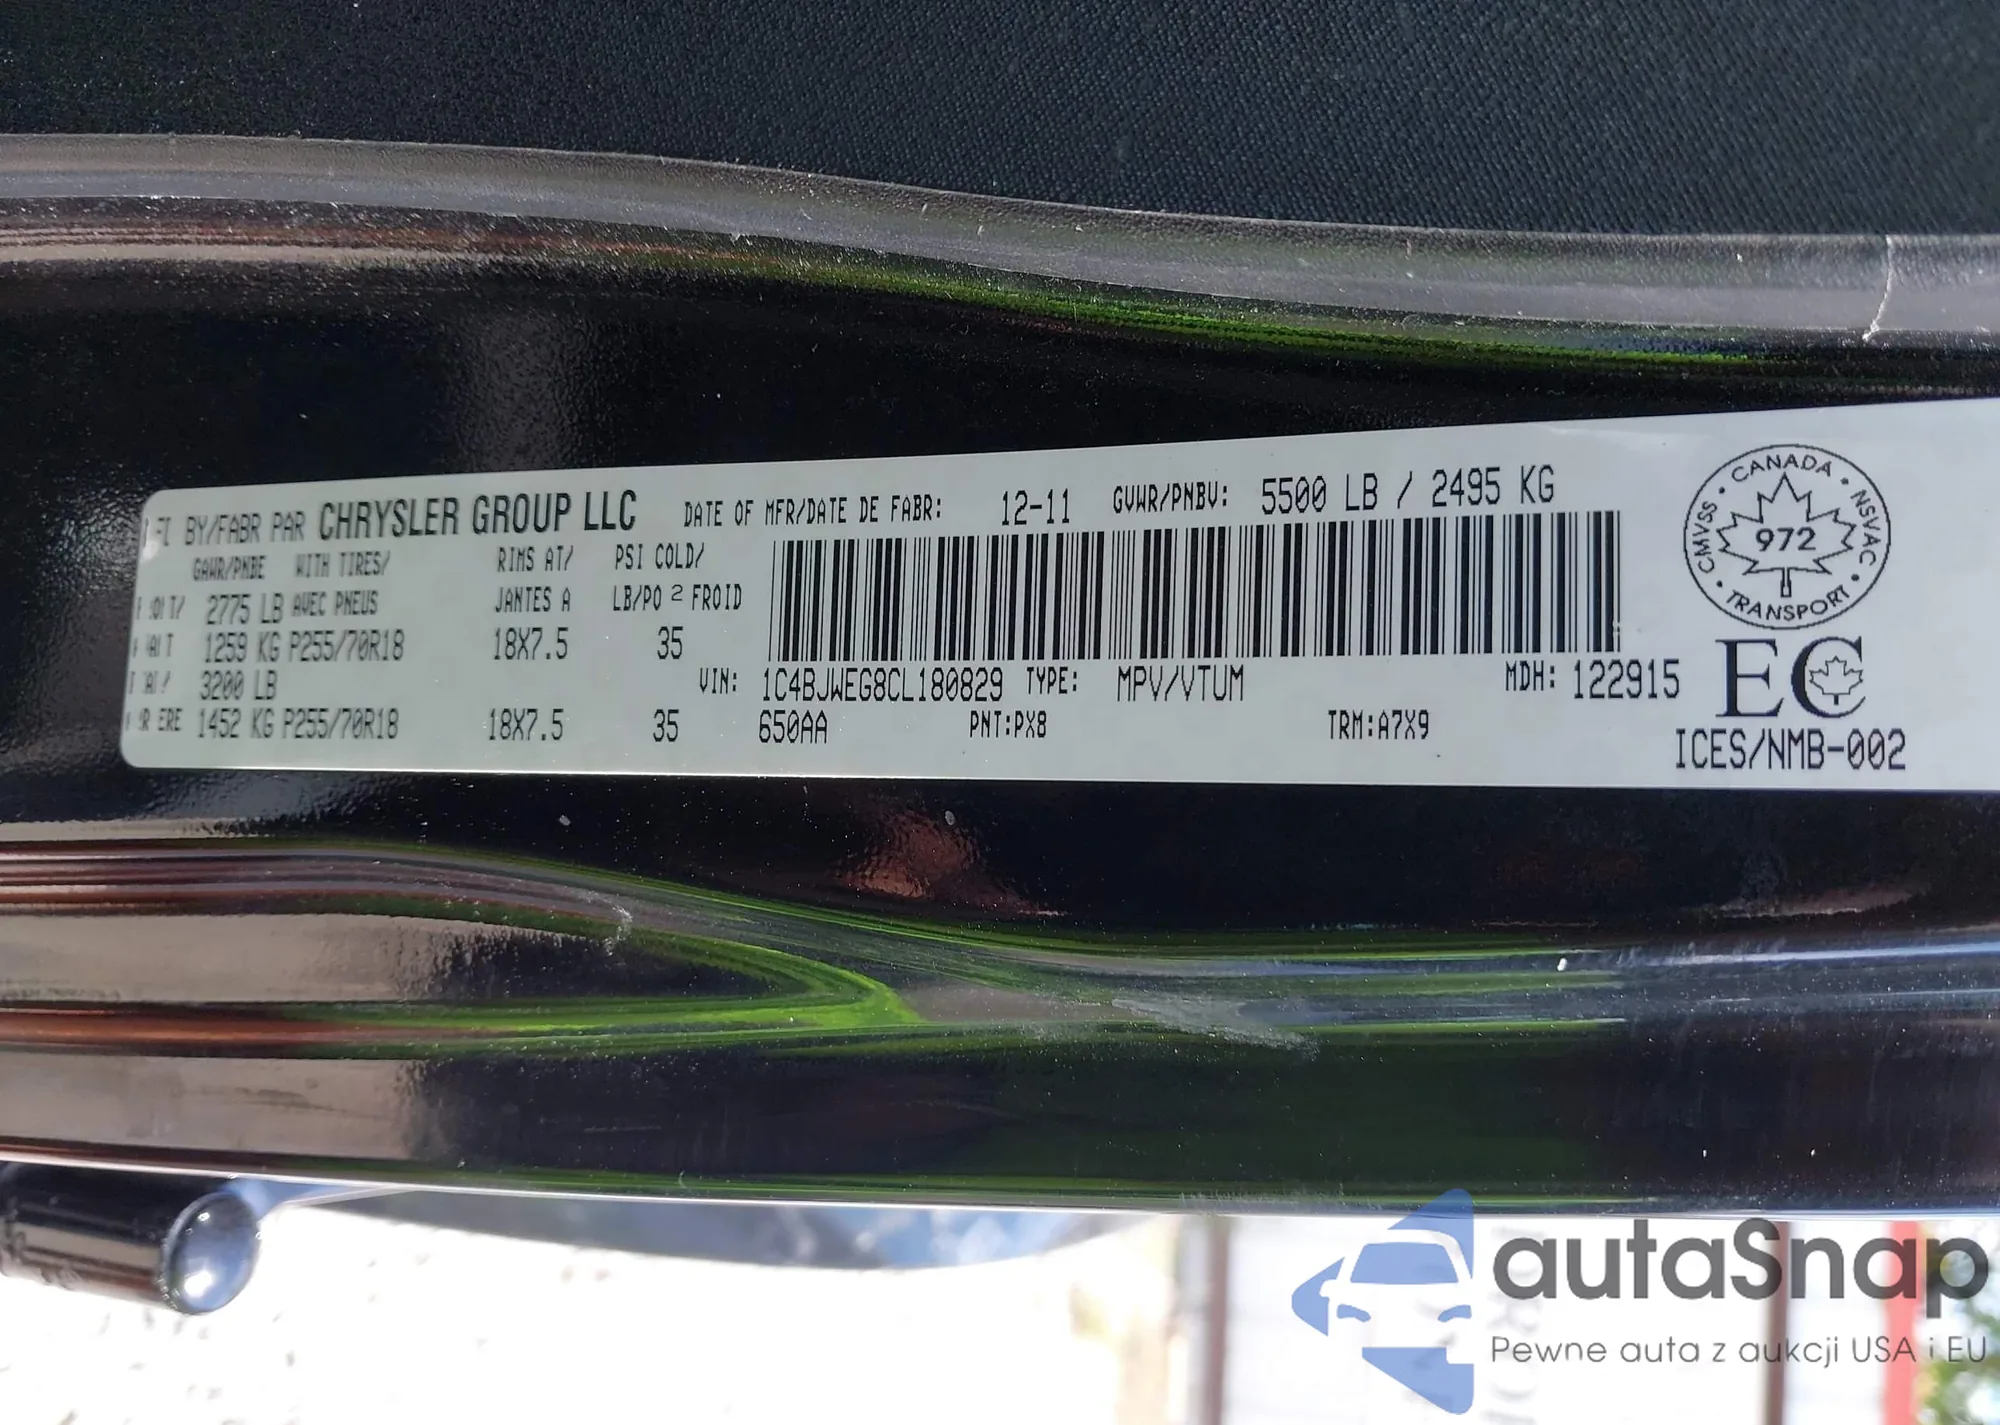 BY/FABR PAR CHRYSLER GROUP LLC DATE OF MFR/DATE DE FABR: 12-11 GVWR/PNBV: 5500 LB / 2495 KG
GAWR/PNBE WITH TIRES/ RIMS AT/ PSI COLD/
2775 LB AVEC PNEUS JANTES A LB/PO 2 FROID
1259 KG P255/70R18 18X7.5 35
3200 LB VIN: 1C4BJWEG8CL180829 TYPE: MPV/VTUM MDH: 122915
1452 KG P255/70R18 18X7.5 35 650AA PNT:PX8 TRM:A7X9
CANADA
CMVSS • NSVAC
972
TRANSPORT
EC
ICES/NMB-002
autaSnap
Pewne auta z aukcji USA i EU